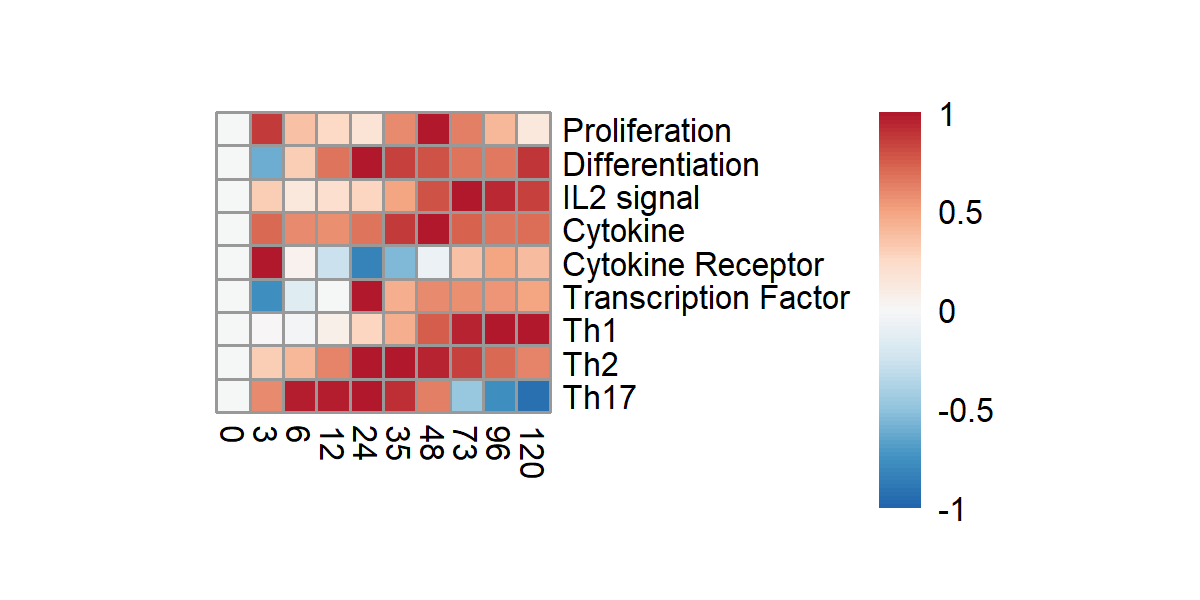 Proliferation
Differentiation
IL2 signal
Cytokine
Cytokine Receptor
Transcription Factor
Th1
Th2
Th17
0
3
6
12
24
35
48
73
96
120
1
0.5
0
-0.5
-1